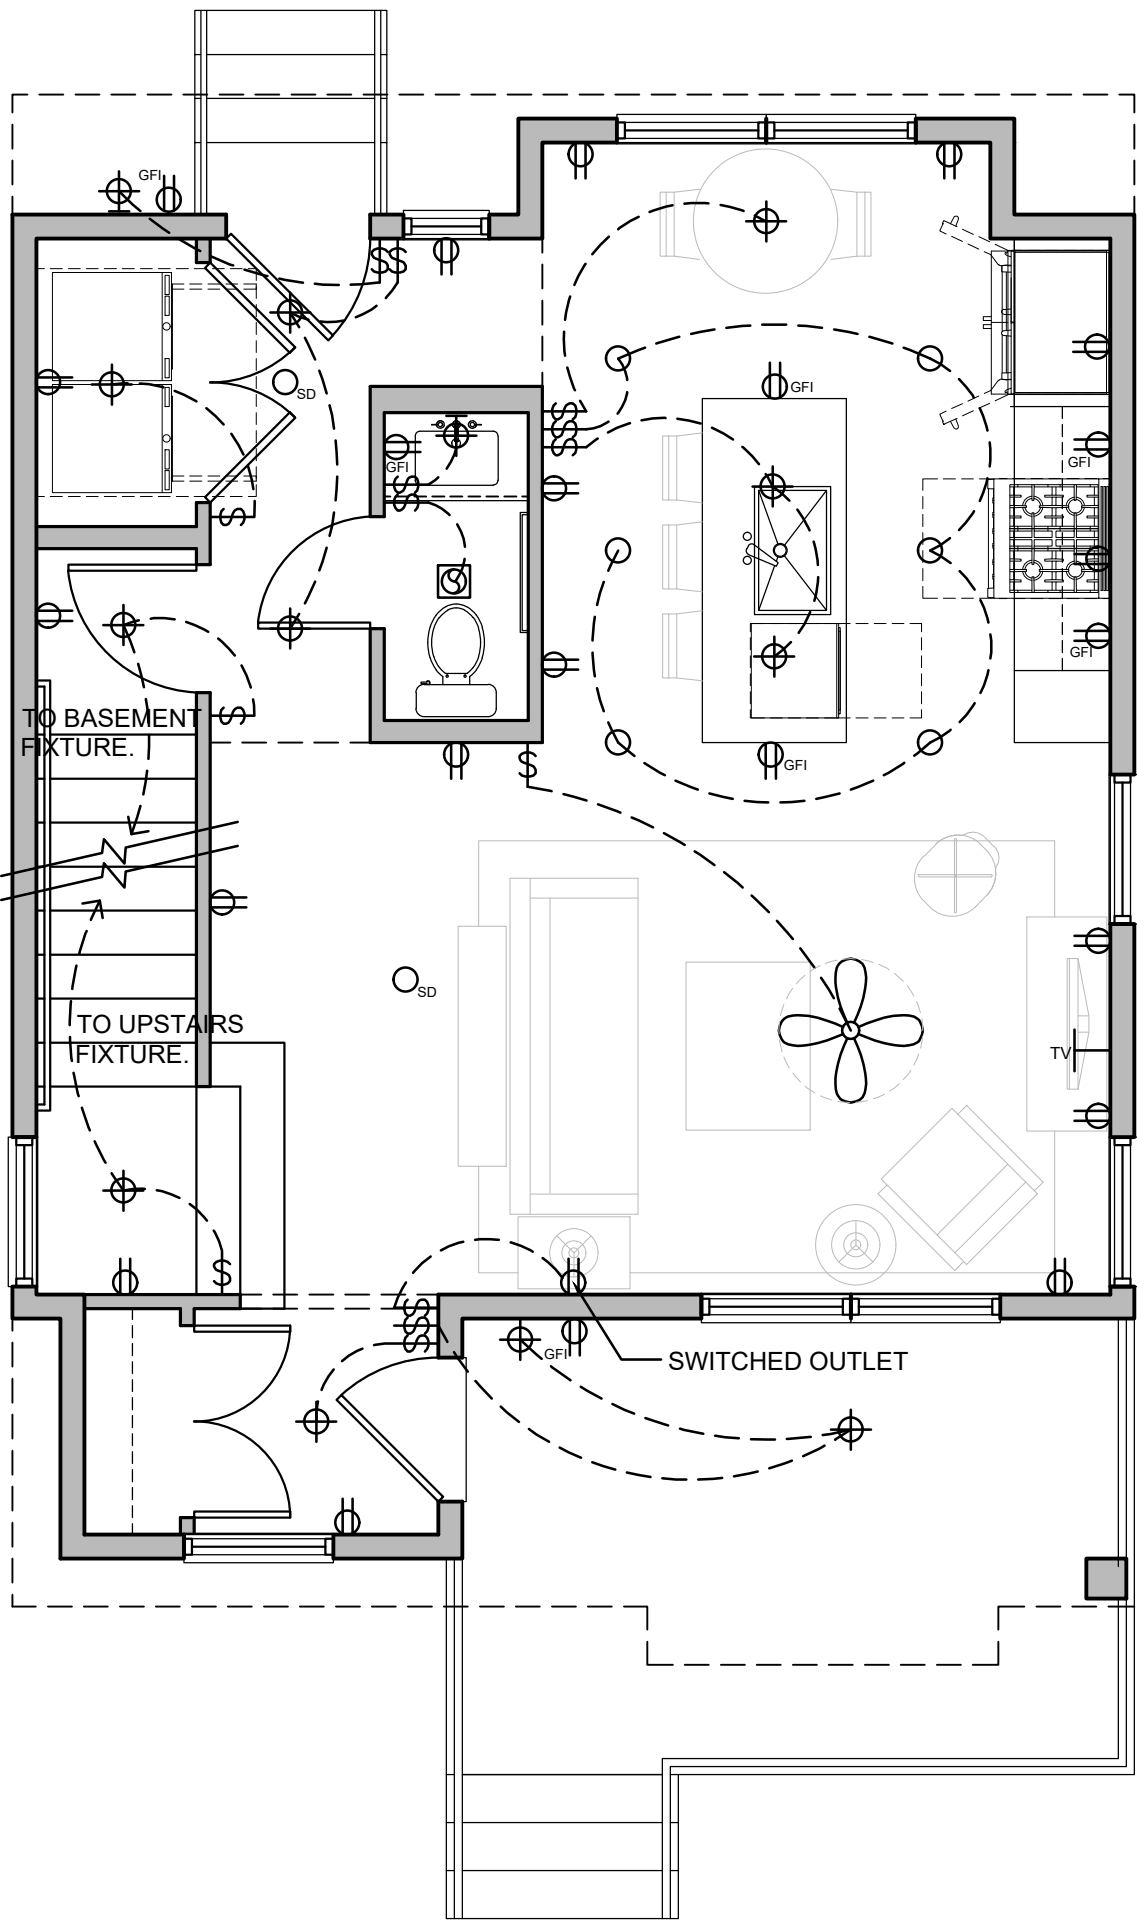 GFI
SD
GFI
GFI
GFI
GFI
TO BASEMENT
FIXTURE.
GFI
SD
TO UPSTAIRS
FIXTURE.
TV
GFI
SWITCHED OUTLET
$
$
$
$
$
$
$
$
$
$
$
$
$
$